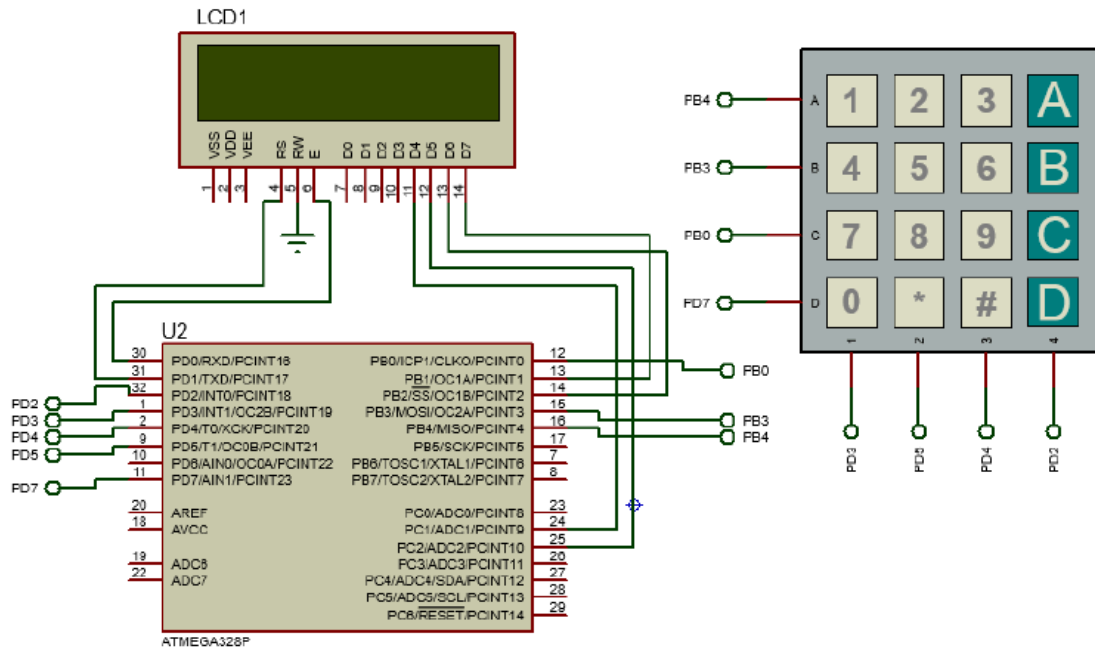 LCD1
VSS VDD VEE RS RW E D0 D1 D2 D3 D4 D5 D6 D7
1 2 3 4 5 6 7 8 9 10 11 12 13 14
PB4 A 1 2 3 A
PB3 B 4 5 6 B
PB0 C 7 8 9 C
PD7 D 0 * # D
1 2 3 4
PD3 PD5 PD4 PD2
U2
30 PD0/RXD/PCINT16 PB0/ICP1/CLKO/PCINT0 12
31 PD1/TXD/PCINT17 PB1/OC1A/PCINT1 13 PB0
PD2 32 PD2/INT0/PCINT18 PB2/SS/OC1B/PCINT2 14
PD3 1 PD3/INT1/OC2B/PCINT19 PB3/MOSI/OC2A/PCINT3 15 PB3
PD4 2 PD4/T0/XCK/PCINT20 PB4/MISO/PCINT4 16 PB4
PD5 9 PD5/T1/OC0B/PCINT21 PB5/SCK/PCINT5 17
10 PD6/AIN0/OC0A/PCINT22 PB6/TOSC1/XTAL1/PCINT6 7
PD7 11 PD7/AIN1/PCINT23 PB7/TOSC2/XTAL2/PCINT7 8
20 AREF PC0/ADC0/PCINT8 23
18 AVCC PC1/ADC1/PCINT9 24
PC2/ADC2/PCINT10 25
19 ADC6 PC3/ADC3/PCINT11 26
22 ADC7 PC4/ADC4/SDA/PCINT12 27
PC5/ADC5/SCL/PCINT13 28
PC6/RESET/PCINT14 29
ATMEGA328P